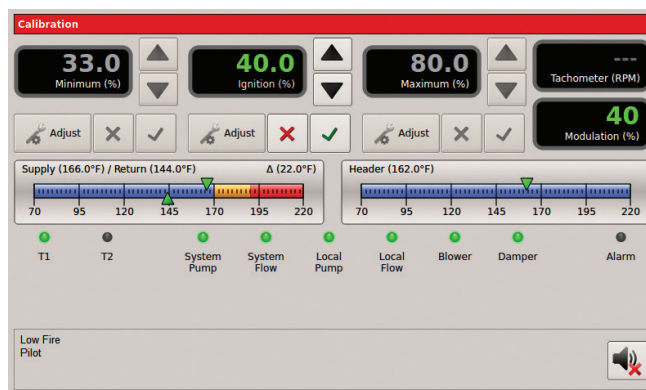 Calibration
33.0
Minimum (%)
40.0
Ignition (%)
80.0
Maximum (%)
---
Tachometer (RPM)
40
Modulation (%)
Adjust
Adjust
Adjust
Supply (166.0°F) / Return (144.0°F) Δ (22.0°F)
70 95 120 145 170 195 220
Header (162.0°F)
70 95 120 145 170 195 220
T1
T2
System
Pump
System
Flow
Local
Pump
Local
Flow
Blower
Damper
Alarm
Low Fire
Pilot